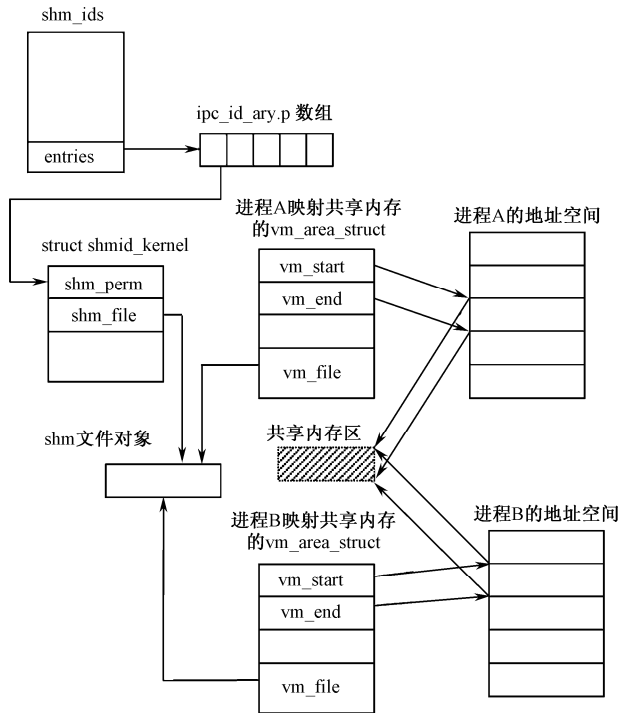 shm_ids
entries
ipc_id_ary.p 数组
struct shmid_kernel
shm_perm
shm_file
进程A映射共享内存
的vm_area_struct
vm_start
vm_end
vm_file
进程A的地址空间
shm文件对象
共享内存区
进程B映射共享内存
的vm_area_struct
vm_start
vm_end
vm_file
进程B的地址空间